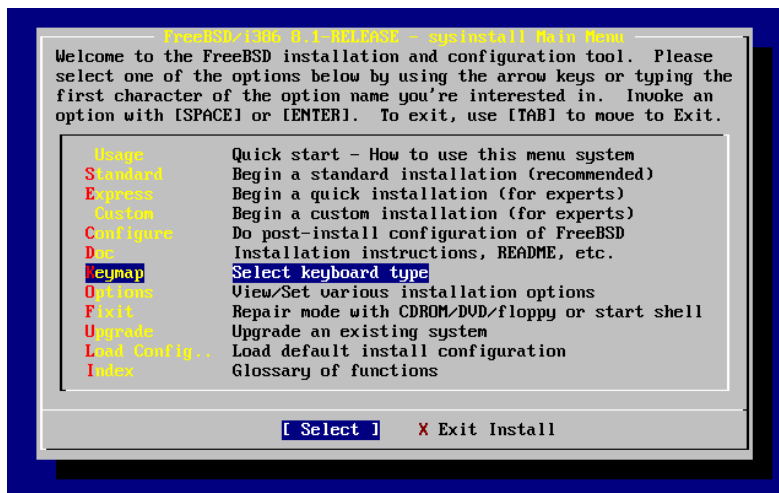 FreeBSD/i386 8.1-RELEASE - sysinstall Main Menu
Welcome to the FreeBSD installation and configuration tool.  Please
select one of the options below by using the arrow keys or typing the
first character of the option name you're interested in.  Invoke an
option with [SPACE] or [ENTER].  To exit, use [TAB] to move to Exit.
Usage Quick start - How to use this menu system
Standard Begin a standard installation (recommended)
Express Begin a quick installation (for experts)
Custom Begin a custom installation (for experts)
Configure Do post-install configuration of FreeBSD
Doc Installation instructions, README, etc.
Keymap Select keyboard type
Options View/Set various installation options
Fixit Repair mode with CDROM/DVD/floppy or start shell
Upgrade Upgrade an existing system
Load Config.. Load default install configuration
Index Glossary of functions
[ Select ] X Exit Install